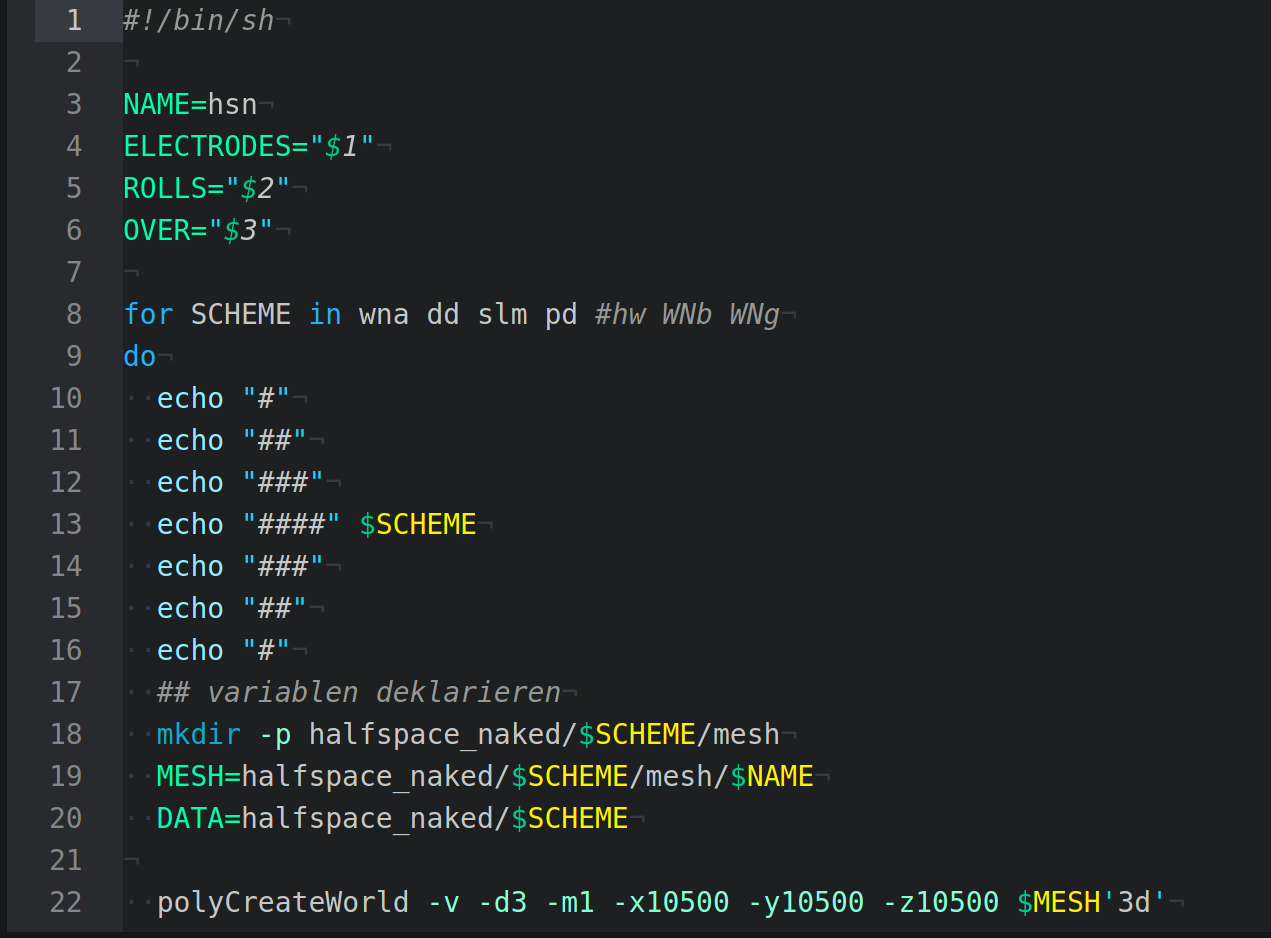 1 #!/bin/sh¬
2 ¬
3 NAME=hsn¬
4 ELECTRODES="$1"¬
5 ROLLS="$2"¬
6 OVER="$3"¬
7 ¬
8 for SCHEME in wna dd slm pd #hw WNb WNg¬
9 do¬
10 ··echo "#"¬
11 ··echo "##"¬
12 ··echo "###"¬
13 ··echo "####" $SCHEME¬
14 ··echo "###"¬
15 ··echo "##"¬
16 ··echo "#"¬
17 ··## variablen deklarieren¬
18 ··mkdir -p halfspace_naked/$SCHEME/mesh¬
19 ··MESH=halfspace_naked/$SCHEME/mesh/$NAME¬
20 ··DATA=halfspace_naked/$SCHEME¬
21 ¬
22 ··polyCreateWorld -v -d3 -m1 -x10500 -y10500 -z10500 $MESH'3d'¬